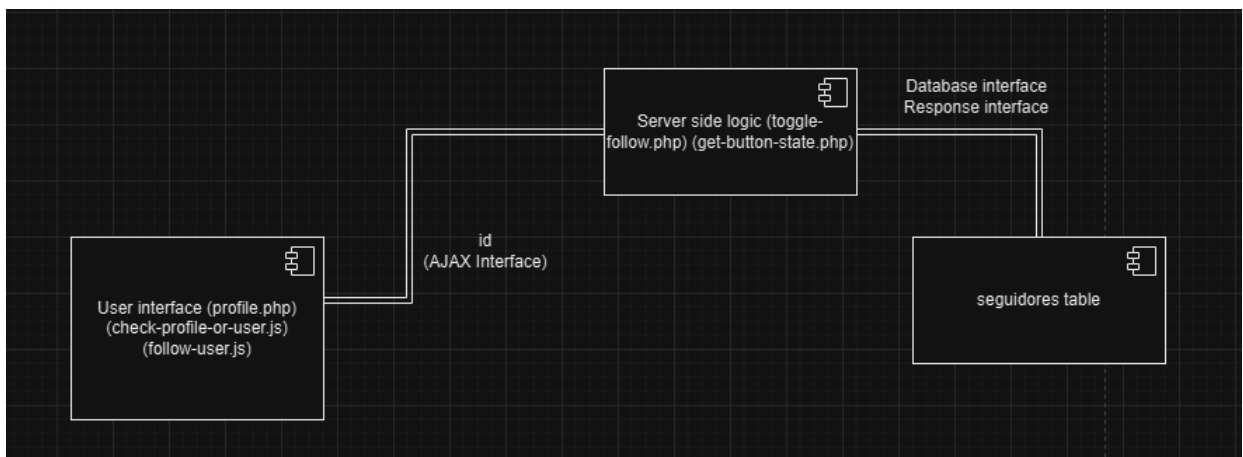 Server side logic (toggle-
follow.php) (get-button-state.php)
Database interface
Response interface
id
(AJAX Interface)
User interface (profile.php)
(check-profile-or-user.js)
(follow-user.js)
seguidores table